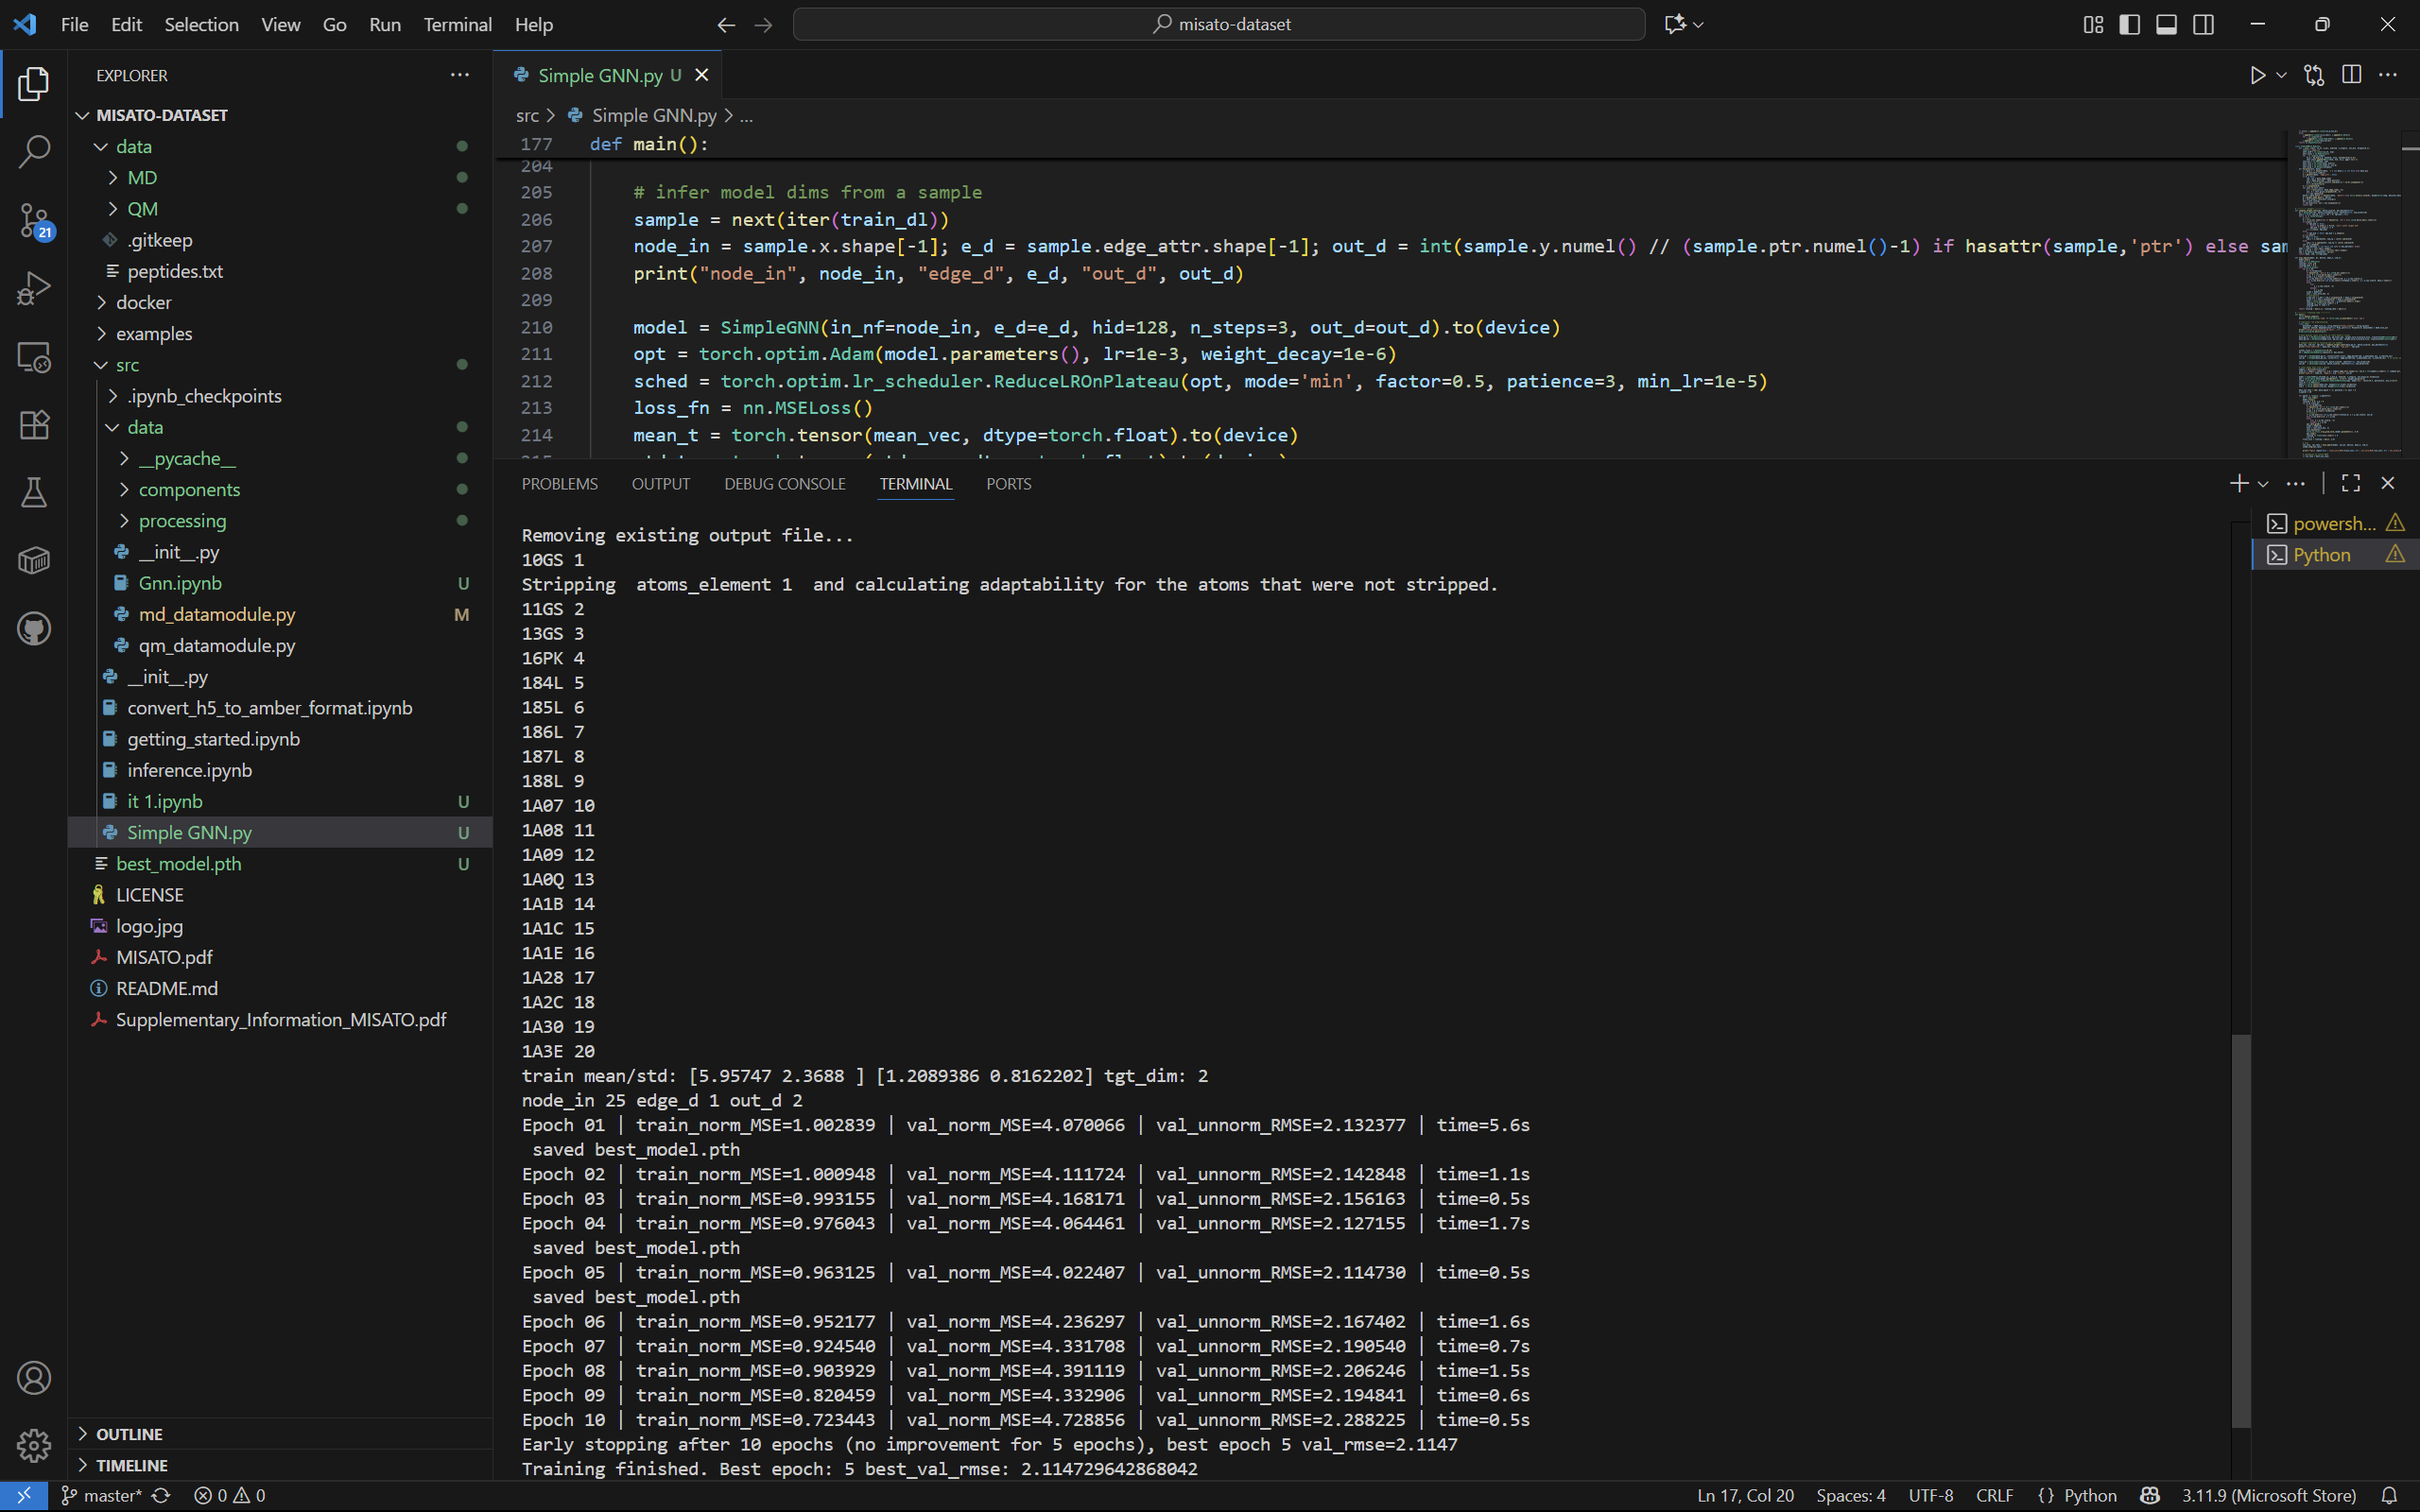 File Edit Selection View Go Run Terminal Help
misato-dataset
EXPLORER
MISATO-DATASET
data
MD
QM
.gitkeep
peptides.txt
docker
examples
src
.ipynb_checkpoints
data
__pycache__
components
processing
__init__.py
Gnn.ipynb U
md_datamodule.py M
qm_datamodule.py
__init__.py
convert_h5_to_amber_format.ipynb
getting_started.ipynb
inference.ipynb
it 1.ipynb U
Simple GNN.py U
best_model.pth U
LICENSE
logo.jpg
MISATO.pdf
README.md
Supplementary_Information_MISATO.pdf
OUTLINE
TIMELINE
21
Simple GNN.py U
src > Simple GNN.py > ...
177 def main():
204
205 # infer model dims from a sample
206 sample = next(iter(train_dl))
207 node_in = sample.x.shape[-1]; e_d = sample.edge_attr.shape[-1]; out_d = int(sample.y.numel() // (sample.ptr.numel()-1) if hasattr(sample,'ptr') else sam
208 print("node_in", node_in, "edge_d", e_d, "out_d", out_d)
209
210 model = SimpleGNN(in_nf=node_in, e_d=e_d, hid=128, n_steps=3, out_d=out_d).to(device)
211 opt = torch.optim.Adam(model.parameters(), lr=1e-3, weight_decay=1e-6)
212 sched = torch.optim.lr_scheduler.ReduceLROnPlateau(opt, mode='min', factor=0.5, patience=3, min_lr=1e-5)
213 loss_fn = nn.MSELoss()
214 mean_t = torch.tensor(mean_vec, dtype=torch.float).to(device)
PROBLEMS OUTPUT DEBUG CONSOLE TERMINAL PORTS
powersh...
Python
Removing existing output file...
10GS 1
Stripping  atoms_element 1  and calculating adaptability for the atoms that were not stripped.
11GS 2
13GS 3
16PK 4
184L 5
185L 6
186L 7
187L 8
188L 9
1A07 10
1A08 11
1A09 12
1A0Q 13
1A1B 14
1A1C 15
1A1E 16
1A28 17
1A2C 18
1A30 19
1A3E 20
train mean/std: [5.95747 2.3688 ] [1.2089386 0.8162202] tgt_dim: 2
node_in 25 edge_d 1 out_d 2
Epoch 01 | train_norm_MSE=1.002839 | val_norm_MSE=4.070066 | val_unnorm_RMSE=2.132377 | time=5.6s
saved best_model.pth
Epoch 02 | train_norm_MSE=1.000948 | val_norm_MSE=4.111724 | val_unnorm_RMSE=2.142848 | time=1.1s
Epoch 03 | train_norm_MSE=0.993155 | val_norm_MSE=4.168171 | val_unnorm_RMSE=2.156163 | time=0.5s
Epoch 04 | train_norm_MSE=0.976043 | val_norm_MSE=4.064461 | val_unnorm_RMSE=2.127155 | time=1.7s
saved best_model.pth
Epoch 05 | train_norm_MSE=0.963125 | val_norm_MSE=4.022407 | val_unnorm_RMSE=2.114730 | time=0.5s
saved best_model.pth
Epoch 06 | train_norm_MSE=0.952177 | val_norm_MSE=4.236297 | val_unnorm_RMSE=2.167402 | time=1.6s
Epoch 07 | train_norm_MSE=0.924540 | val_norm_MSE=4.331708 | val_unnorm_RMSE=2.190540 | time=0.7s
Epoch 08 | train_norm_MSE=0.903929 | val_norm_MSE=4.391119 | val_unnorm_RMSE=2.206246 | time=1.5s
Epoch 09 | train_norm_MSE=0.820459 | val_norm_MSE=4.332906 | val_unnorm_RMSE=2.194841 | time=0.6s
Epoch 10 | train_norm_MSE=0.723443 | val_norm_MSE=4.728856 | val_unnorm_RMSE=2.288225 | time=0.5s
Early stopping after 10 epochs (no improvement for 5 epochs), best epoch 5 val_rmse=2.1147
Training finished. Best epoch: 5 best_val_rmse: 2.114729642868042
master* 0 0 Ln 17, Col 20 Spaces: 4 UTF-8 CRLF {} Python 3.11.9 (Microsoft Store)